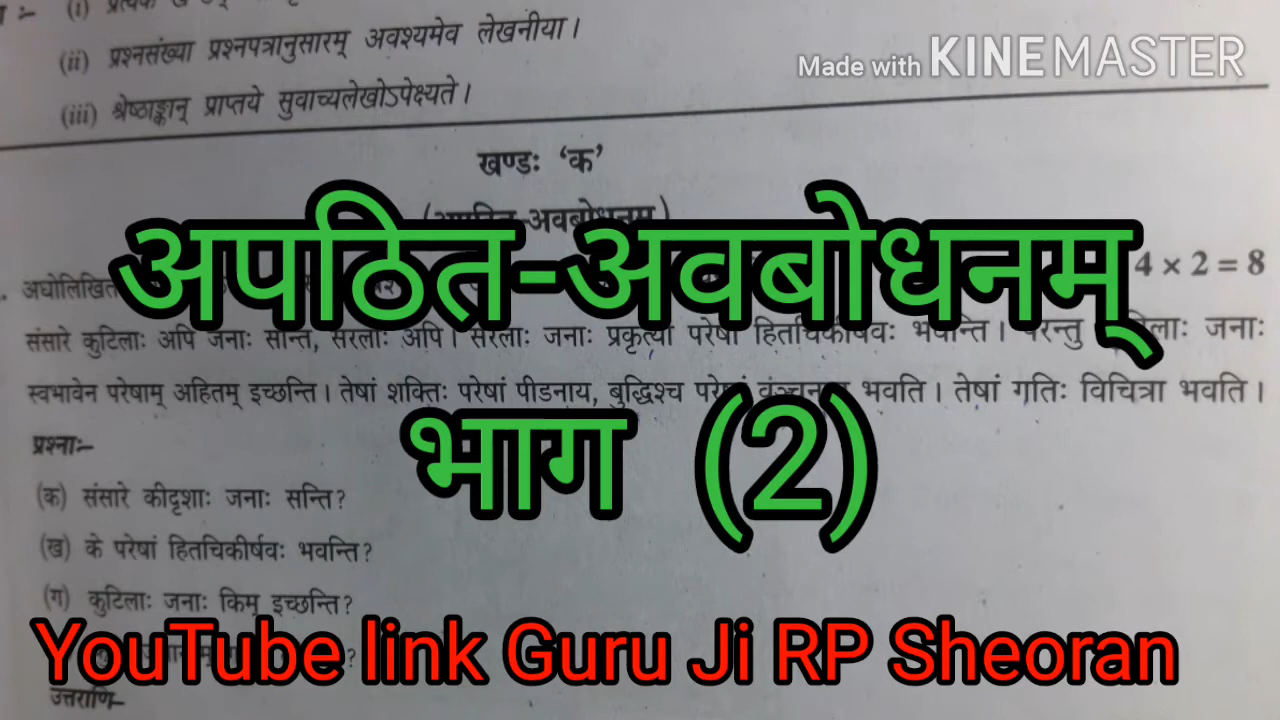 (i)
(ii) प्रश्नसंख्या प्रश्नपत्रानुसारम् अवश्यमेव लेखनीया।
Made with KINEMASTER
(iii) श्रेष्ठाङ्कान् प्राप्तये सुवाच्यलेखोऽपेक्ष्यते।
खण्डः ‘क’
अपठित-अवबोधनम्
4 × 2 = 8
संसारे कुटिलाः अपि जनाः सन्ति, सरलाः अपि। सरलाः जनाः प्रकृत्या परेषां हितचिकीर्षवः भवन्ति। परन्तु जनाः
स्वभावेन परेषाम् अहितम् इच्छन्ति। तेषां शक्तिः परेषां पीडनाय, बुद्धिश्च भवति। तेषां गतिः विचित्रा भवति।
प्रश्नाः–
भाग (2)
(क) संसारे कीदृशाः जनाः सन्ति?
(ख) के परेषां हितचिकीर्षवः भवन्ति?
(ग) कुटिलाः जनाः किम् इच्छन्ति?
YouTube link Guru Ji RP Sheoran
उत्तराणि–